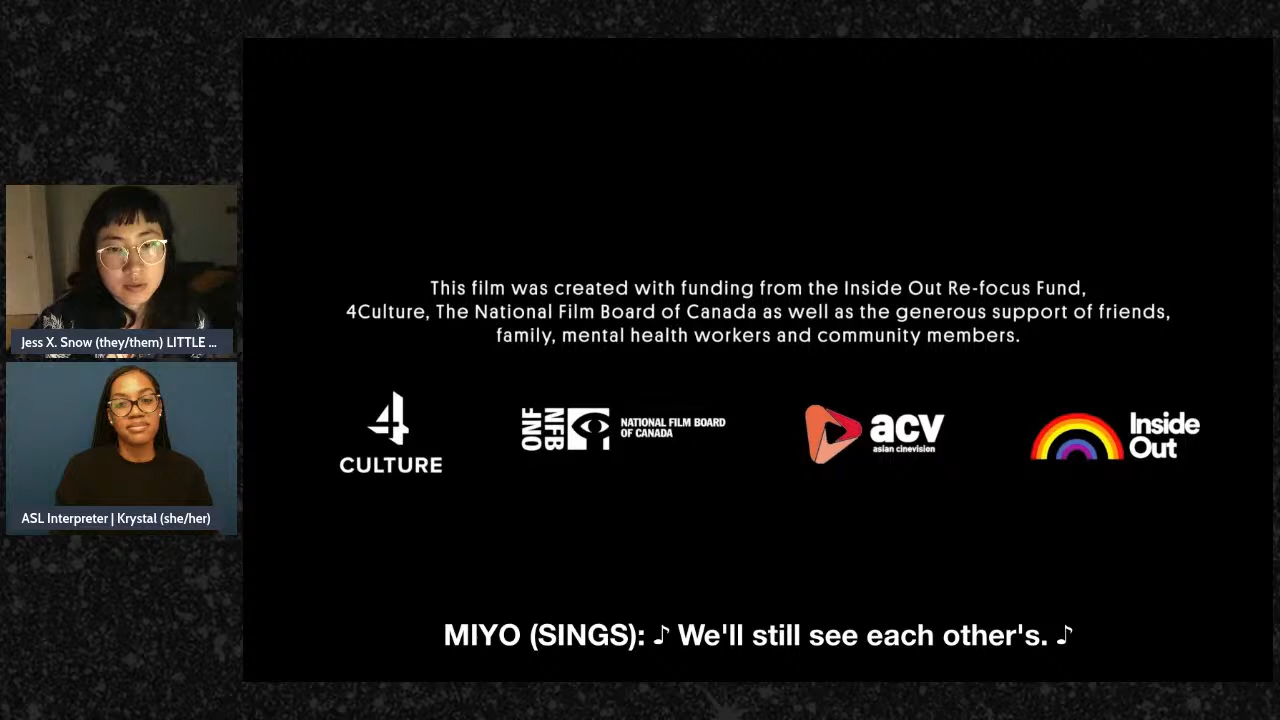 Jess X. Snow (they/them) LITTLE ...
ASL Interpreter | Krystal (she/her)
This film was created with funding from the Inside Out Re-focus Fund,
4Culture, The National Film Board of Canada as well as the generous support of friends,
family, mental health workers and community members.
4
CULTURE
ONF
NFB
NATIONAL FILM BOARD
OF CANADA
acv
asian cinevision
Inside
Out
MIYO (SINGS): ♪ We'll still see each other's. ♪